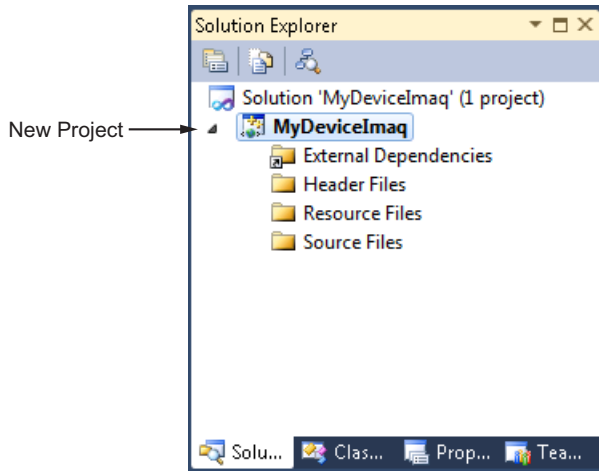 Solution Explorer
Solution 'MyDeviceImaq' (1 project)
New Project
MyDeviceImaq
External Dependencies
Header Files
Resource Files
Source Files
Solu... Clas... Prop... Tea...